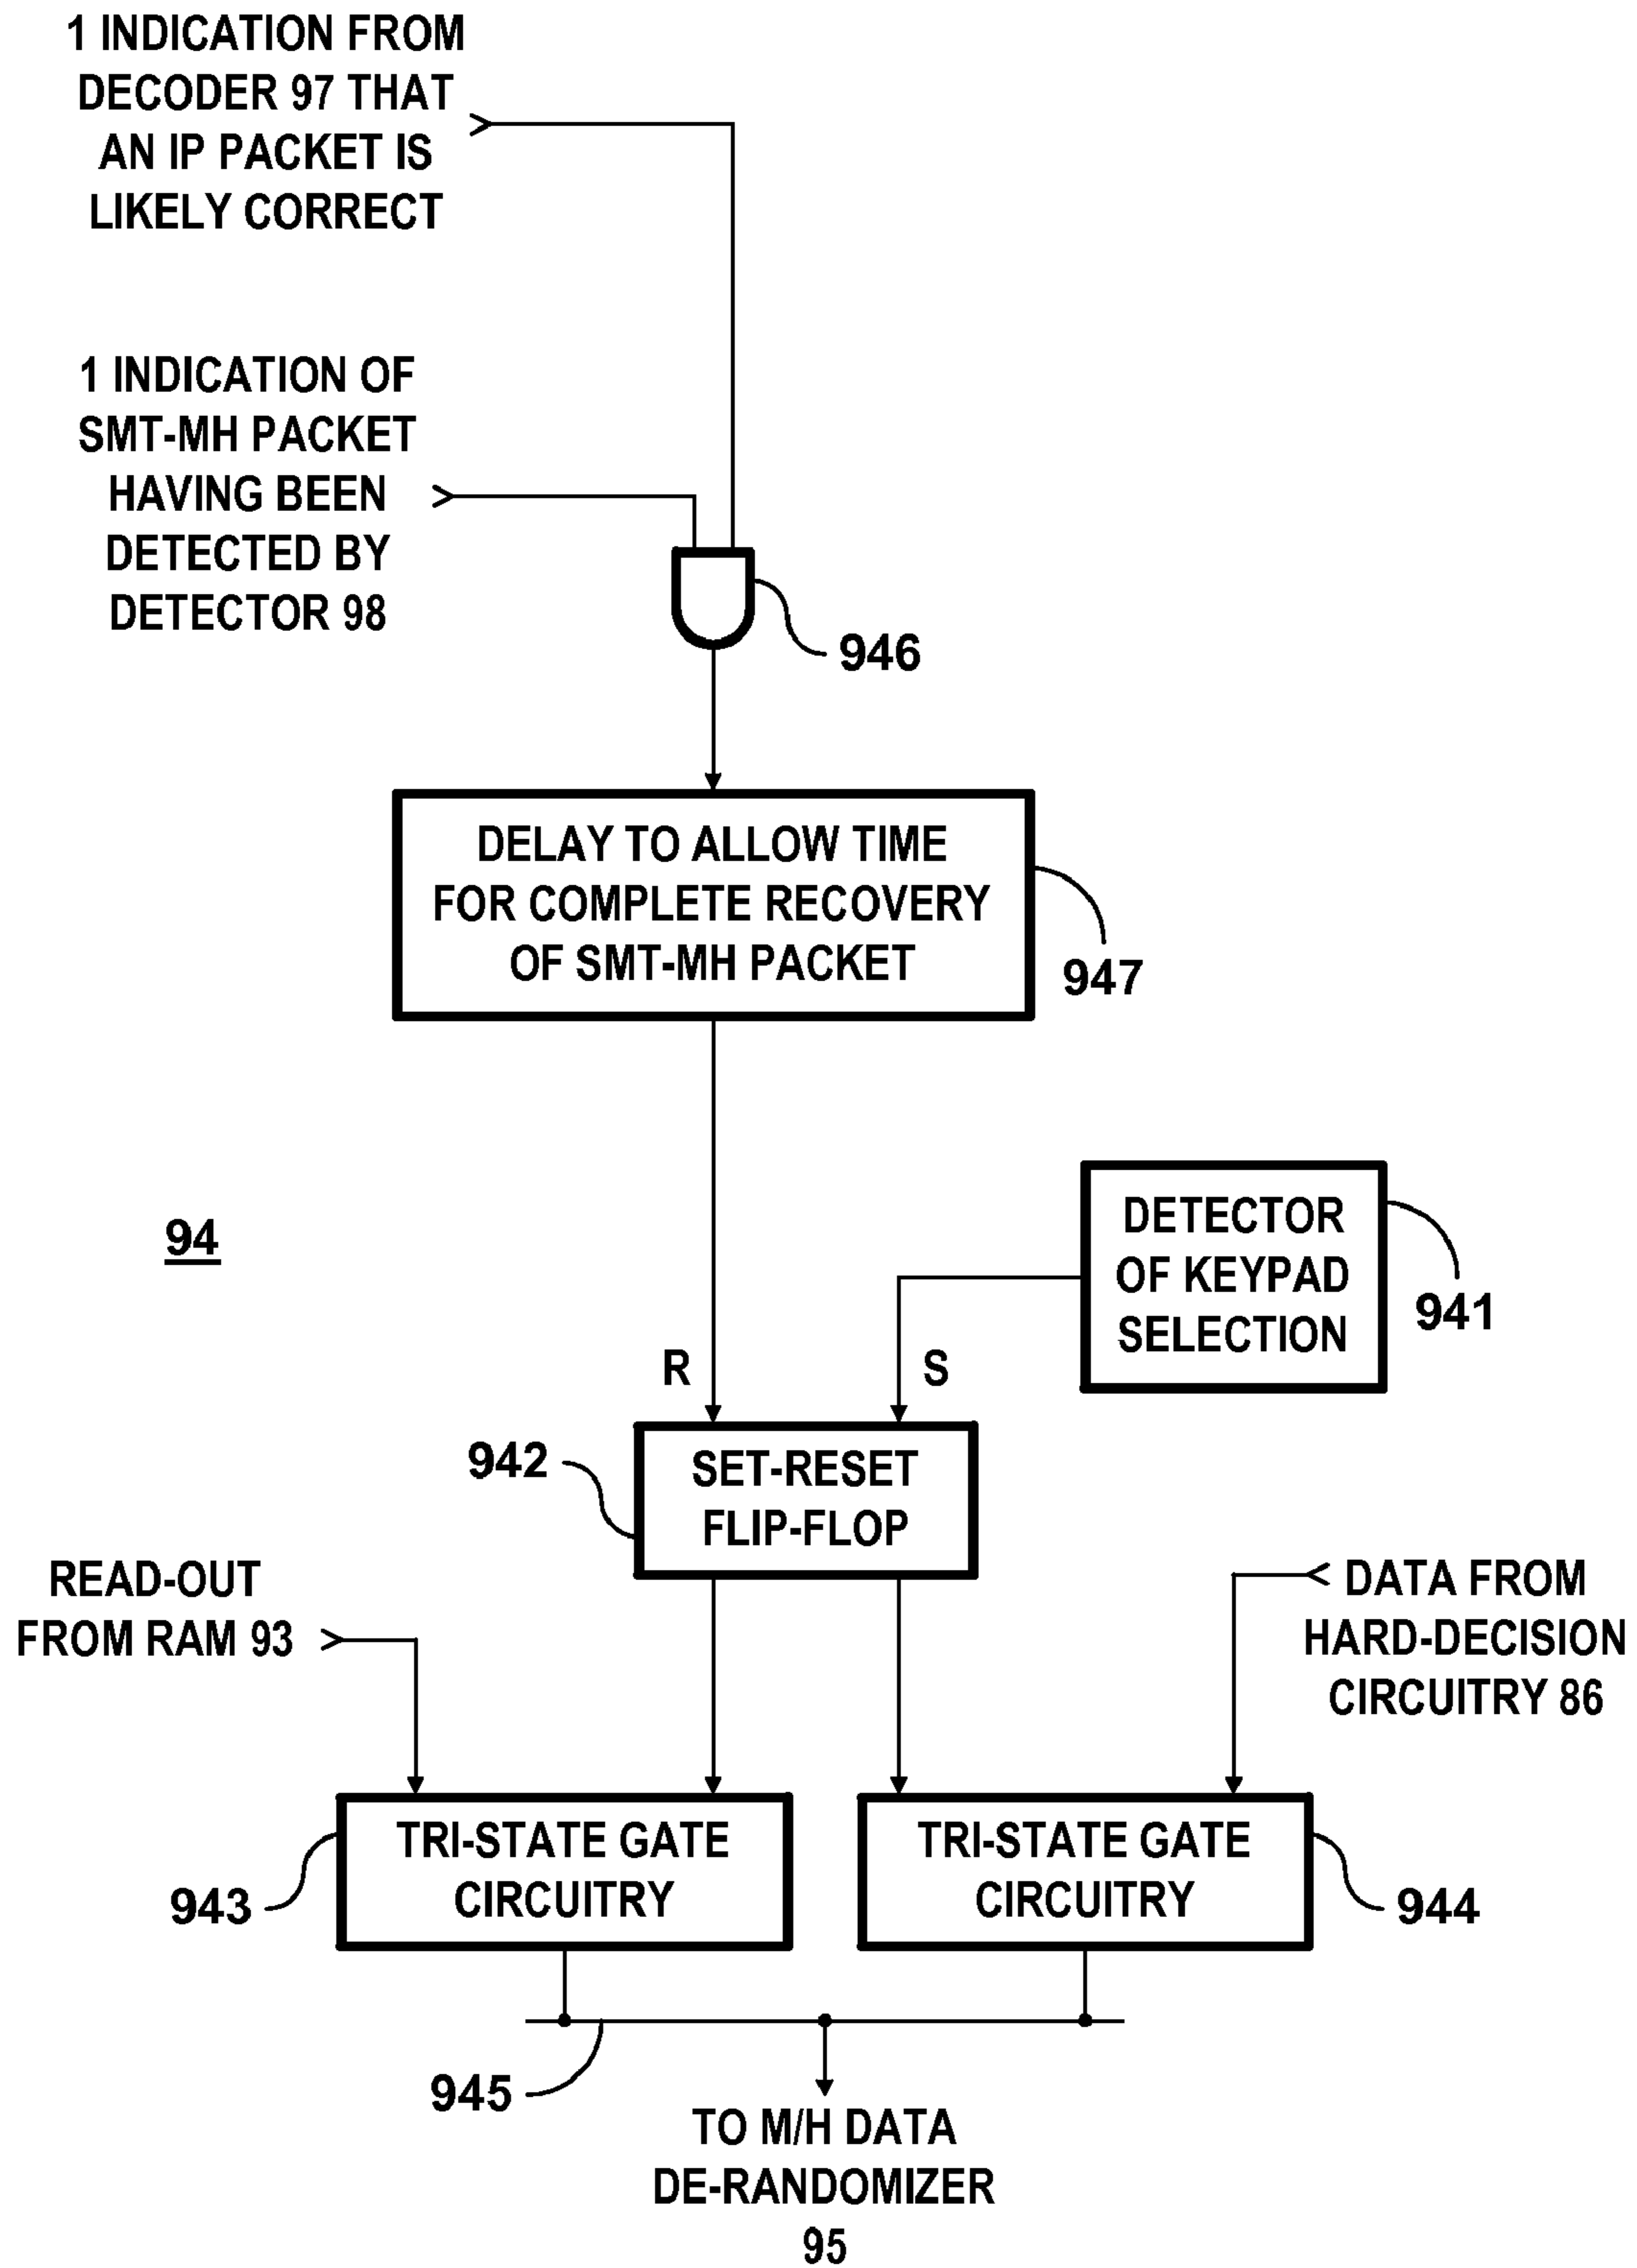 1 INDICATION FROM
DECODER 97 THAT
AN IP PACKET IS
LIKELY CORRECT
1 INDICATION OF
SMT-MH PACKET
HAVING BEEN
DETECTED BY
DETECTOR 98
946
DELAY TO ALLOW TIME
FOR COMPLETE RECOVERY
OF SMT-MH PACKET
947
94
DETECTOR
OF KEYPAD
SELECTION
941
R
S
942
SET-RESET
FLIP-FLOP
READ-OUT
FROM RAM 93
DATA FROM
HARD-DECISION
CIRCUITRY 86
TRI-STATE GATE
CIRCUITRY
943
TRI-STATE GATE
CIRCUITRY
944
945
TO M/H DATA
DE-RANDOMIZER
95